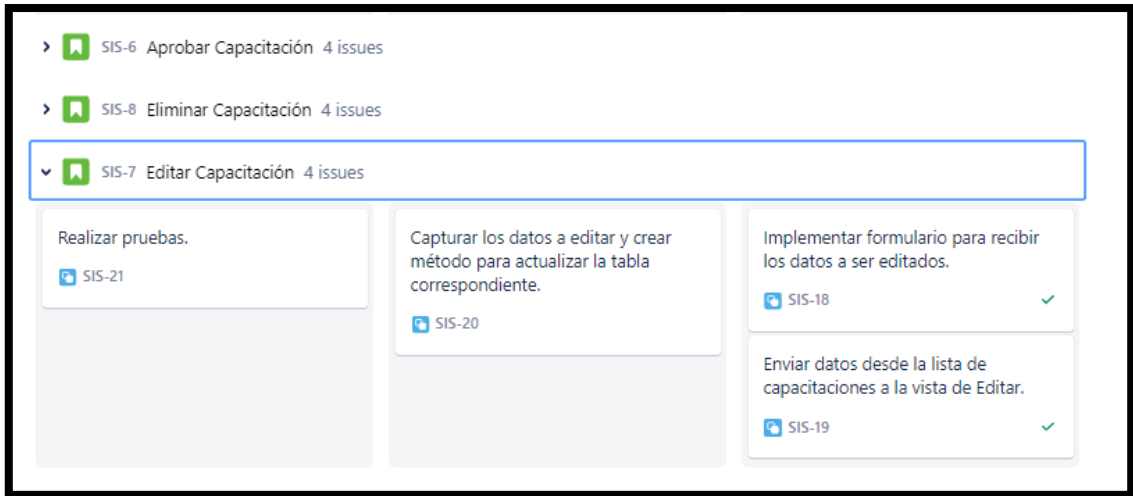 SIS-6 Aprobar Capacitación 4 issues
SIS-8 Eliminar Capacitación 4 issues
SIS-7 Editar Capacitación 4 issues
Realizar pruebas.
SIS-21
Capturar los datos a editar y crear
método para actualizar la tabla
correspondiente.
SIS-20
Implementar formulario para recibir
los datos a ser editados.
SIS-18
Enviar datos desde la lista de
capacitaciones a la vista de Editar.
SIS-19